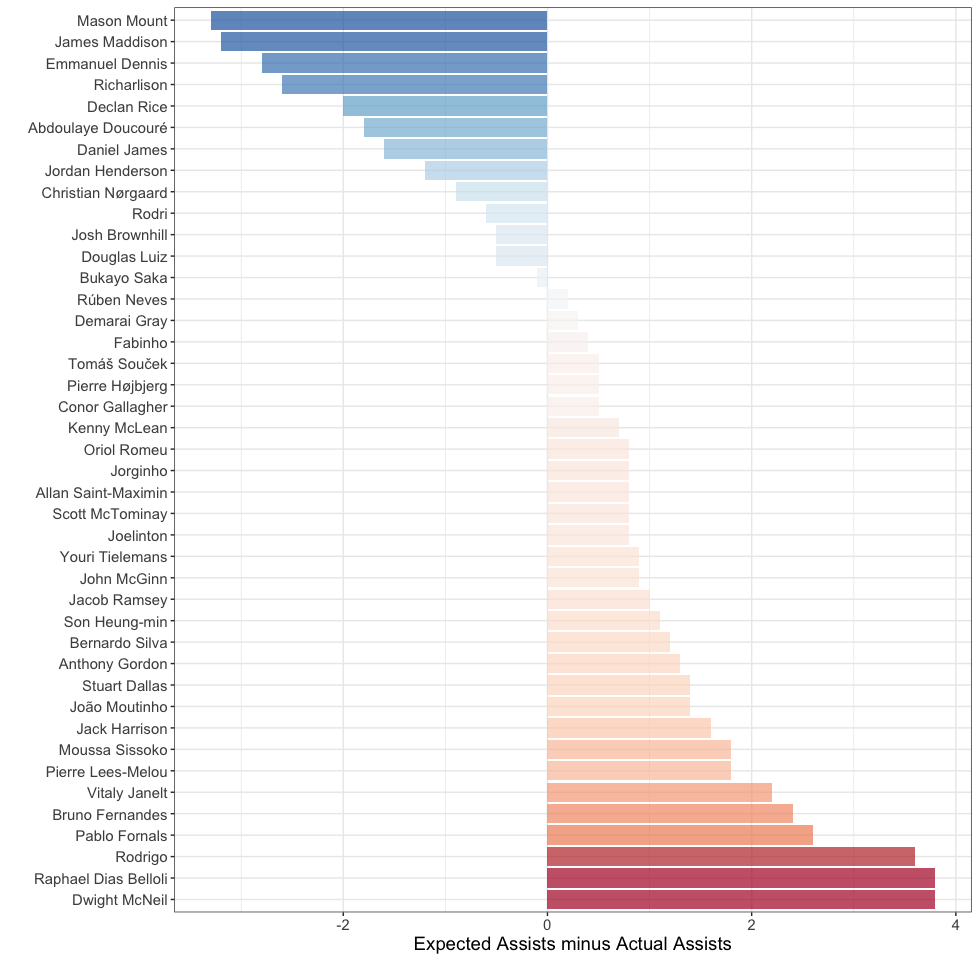 Mason Mount
James Maddison
Emmanuel Dennis
Richarlison
Declan Rice
Abdoulaye Doucouré
Daniel James
Jordan Henderson
Christian Nørgaard
Rodri
Josh Brownhill
Douglas Luiz
Bukayo Saka
Rúben Neves
Demarai Gray
Fabinho
Tomáš Souček
Pierre Højbjerg
Conor Gallagher
Kenny McLean
Oriol Romeu
Jorginho
Allan Saint-Maximin
Scott McTominay
Joelinton
Youri Tielemans
John McGinn
Jacob Ramsey
Son Heung-min
Bernardo Silva
Anthony Gordon
Stuart Dallas
João Moutinho
Jack Harrison
Moussa Sissoko
Pierre Lees-Melou
Vitaly Janelt
Bruno Fernandes
Pablo Fornals
Rodrigo
Raphael Dias Belloli
Dwight McNeil
-2 0 2 4
Expected Assists minus Actual Assists